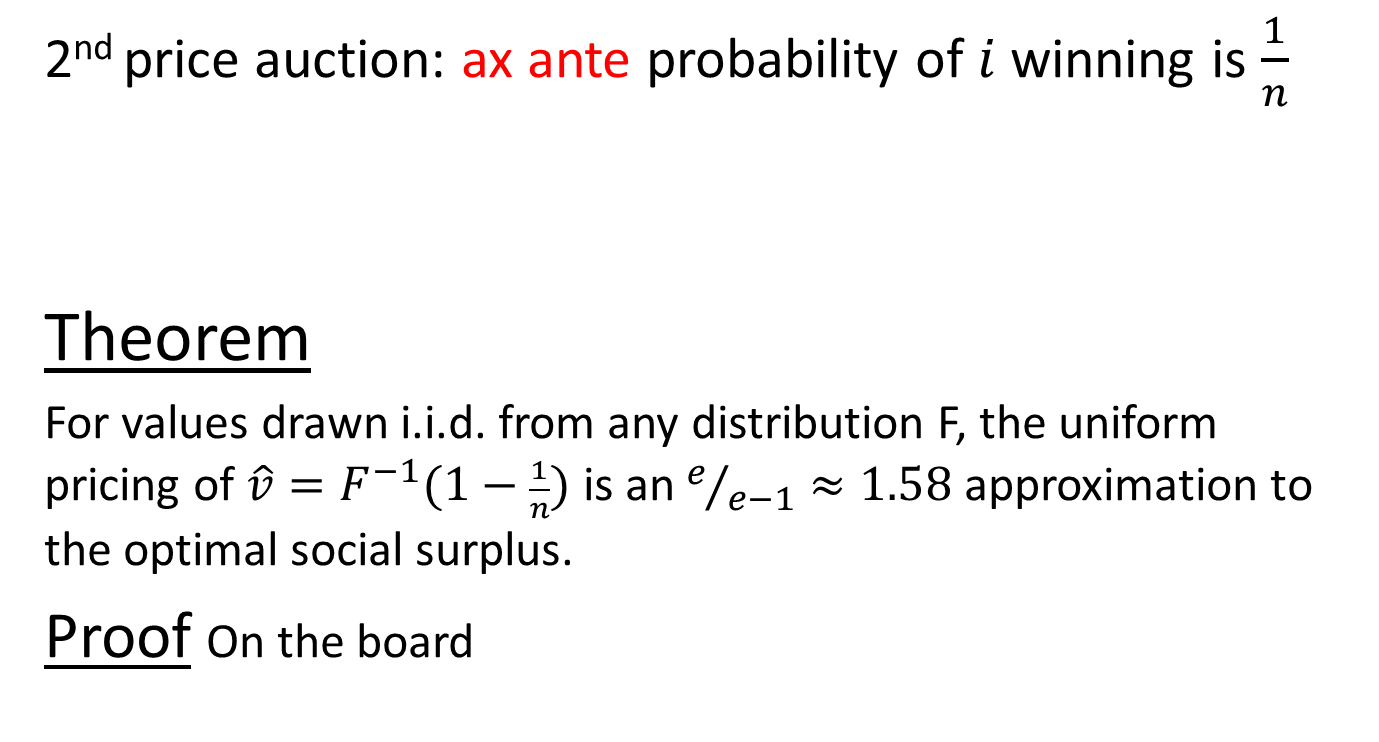 2nd price auction: ax ante probability of i winning is 1/n
Theorem
For values drawn i.i.d. from any distribution F, the uniform
pricing of v̂ = F⁻¹(1 − 1/n) is an e/e−1 ≈ 1.58 approximation to
the optimal social surplus.
Proof On the board